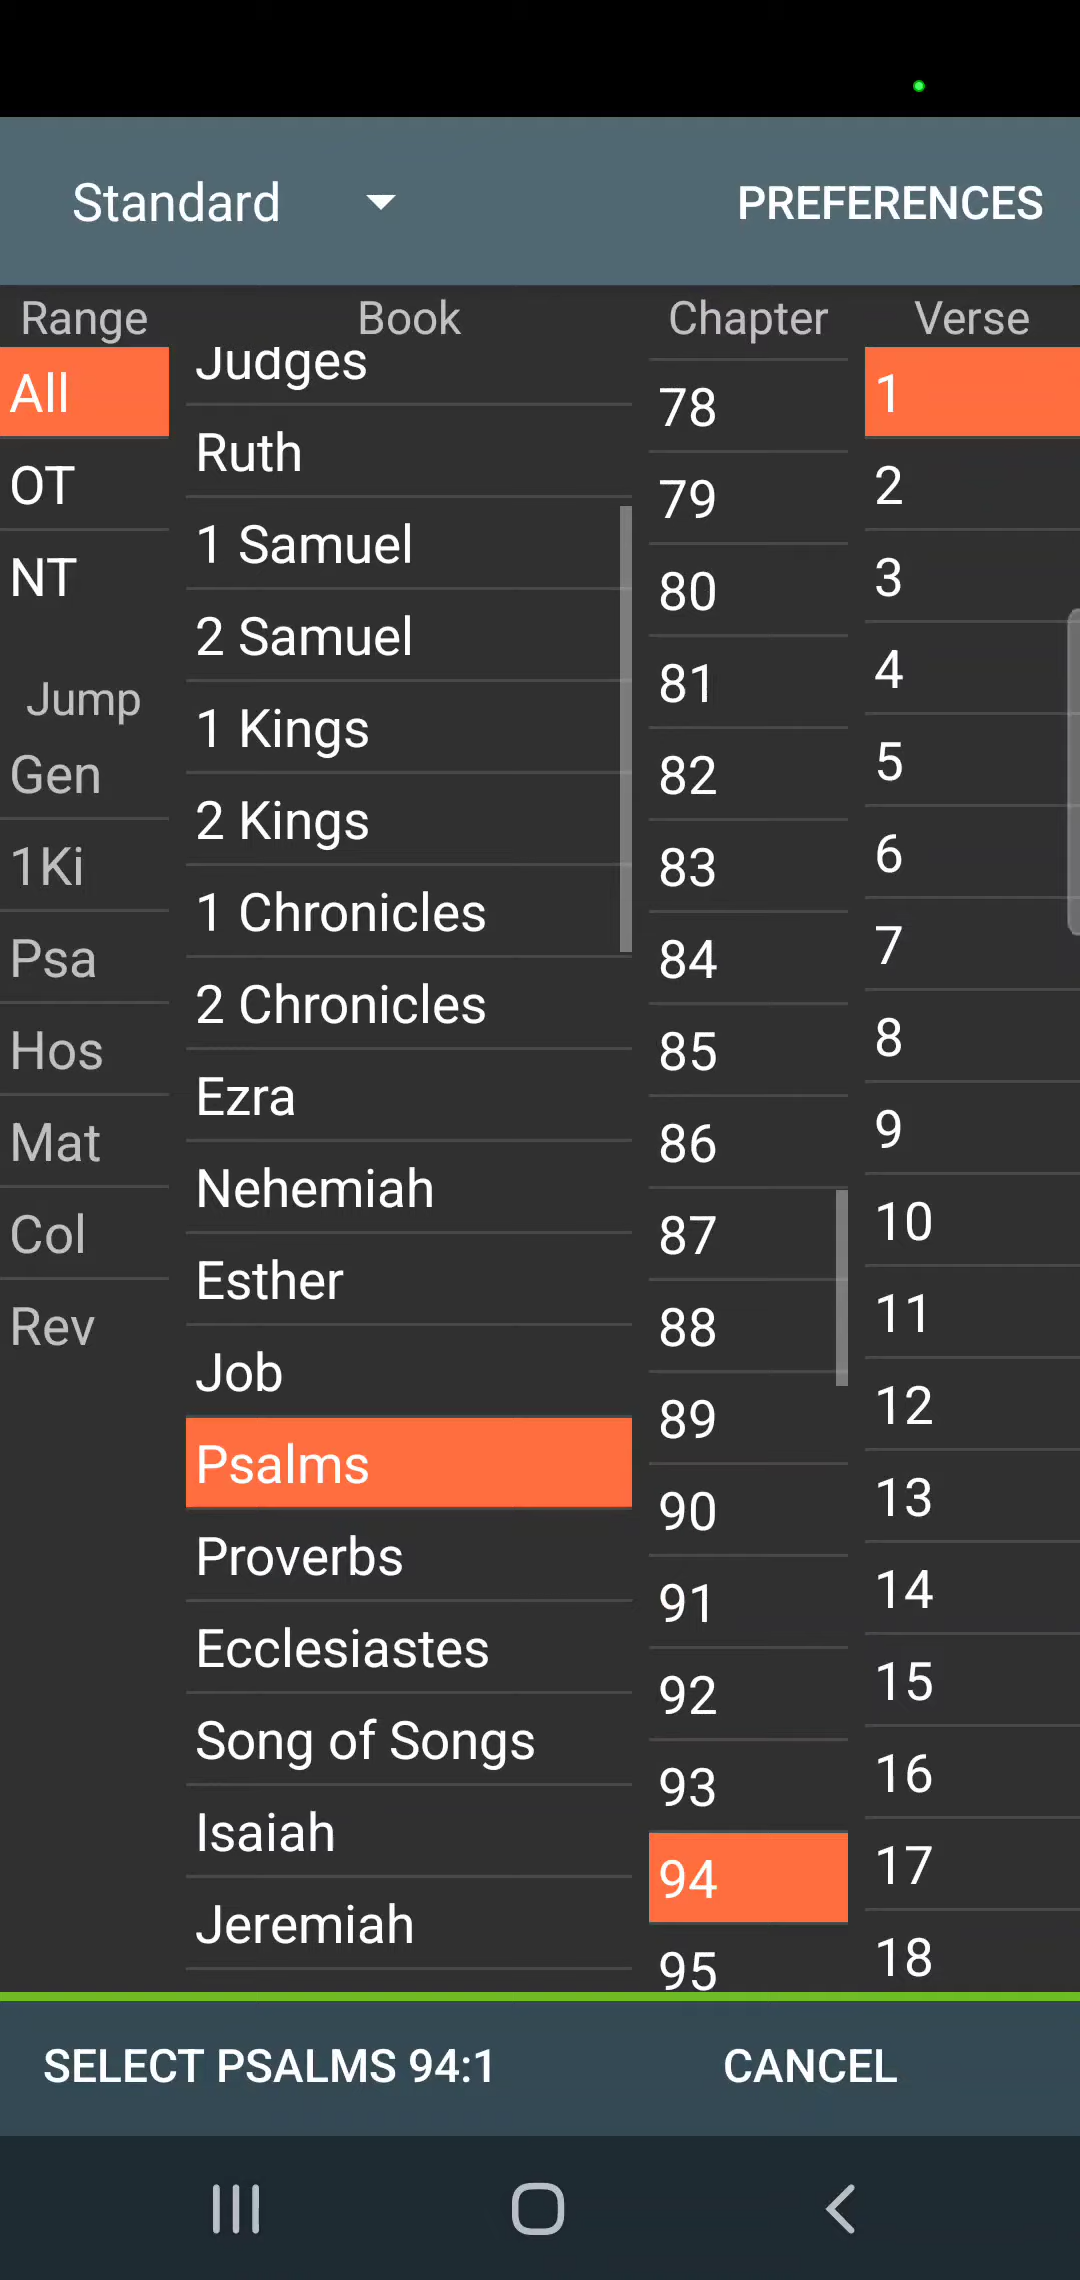 Standard
PREFERENCES
Range
Book
Chapter
Verse
All
OT
NT
Jump
Gen
1Ki
Psa
Hos
Mat
Col
Rev
Judges
Ruth
1 Samuel
2 Samuel
1 Kings
2 Kings
1 Chronicles
2 Chronicles
Ezra
Nehemiah
Esther
Job
Psalms
Proverbs
Ecclesiastes
Song of Songs
Isaiah
Jeremiah
78
79
80
81
82
83
84
85
86
87
88
89
90
91
92
93
94
95
1
2
3
4
5
6
7
8
9
10
11
12
13
14
15
16
17
18
SELECT PSALMS 94:1
CANCEL